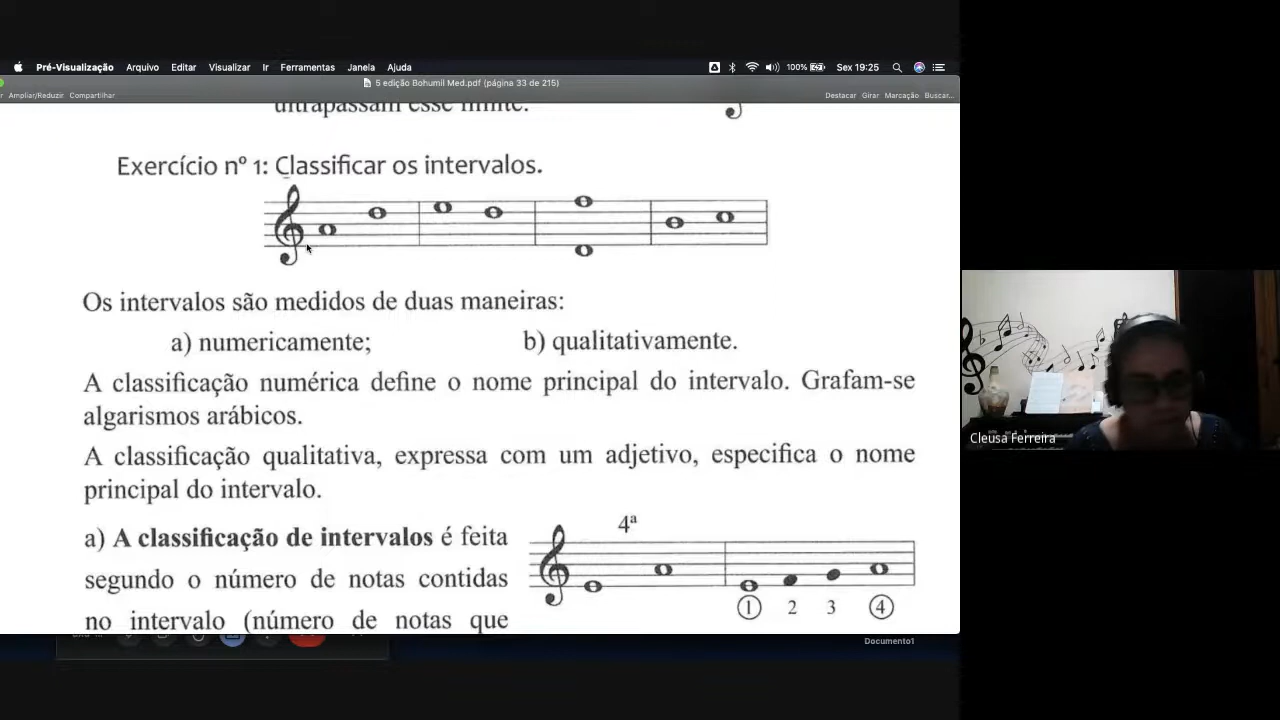 Pré-Visualização Arquivo Editar Visualizar Ir Ferramentas Janela Ajuda 100% Sex 19:25
5 edição Bohumil Med.pdf (página 33 de 215)
Ampliar/Reduzir Compartilhar Destacar Girar Marcação Buscar...
ultrapassam esse limite.
Exercício nº 1: Classificar os intervalos.
Os intervalos são medidos de duas maneiras:
a) numericamente; b) qualitativamente.
A classificação numérica define o nome principal do intervalo. Grafam-se
algarismos arábicos.
A classificação qualitativa, expressa com um adjetivo, especifica o nome
principal do intervalo.
a) A classificação de intervalos é feita
segundo o número de notas contidas
no intervalo (número de notas que
4ª
1 2 3 4
Documento1
Cleusa Ferreira